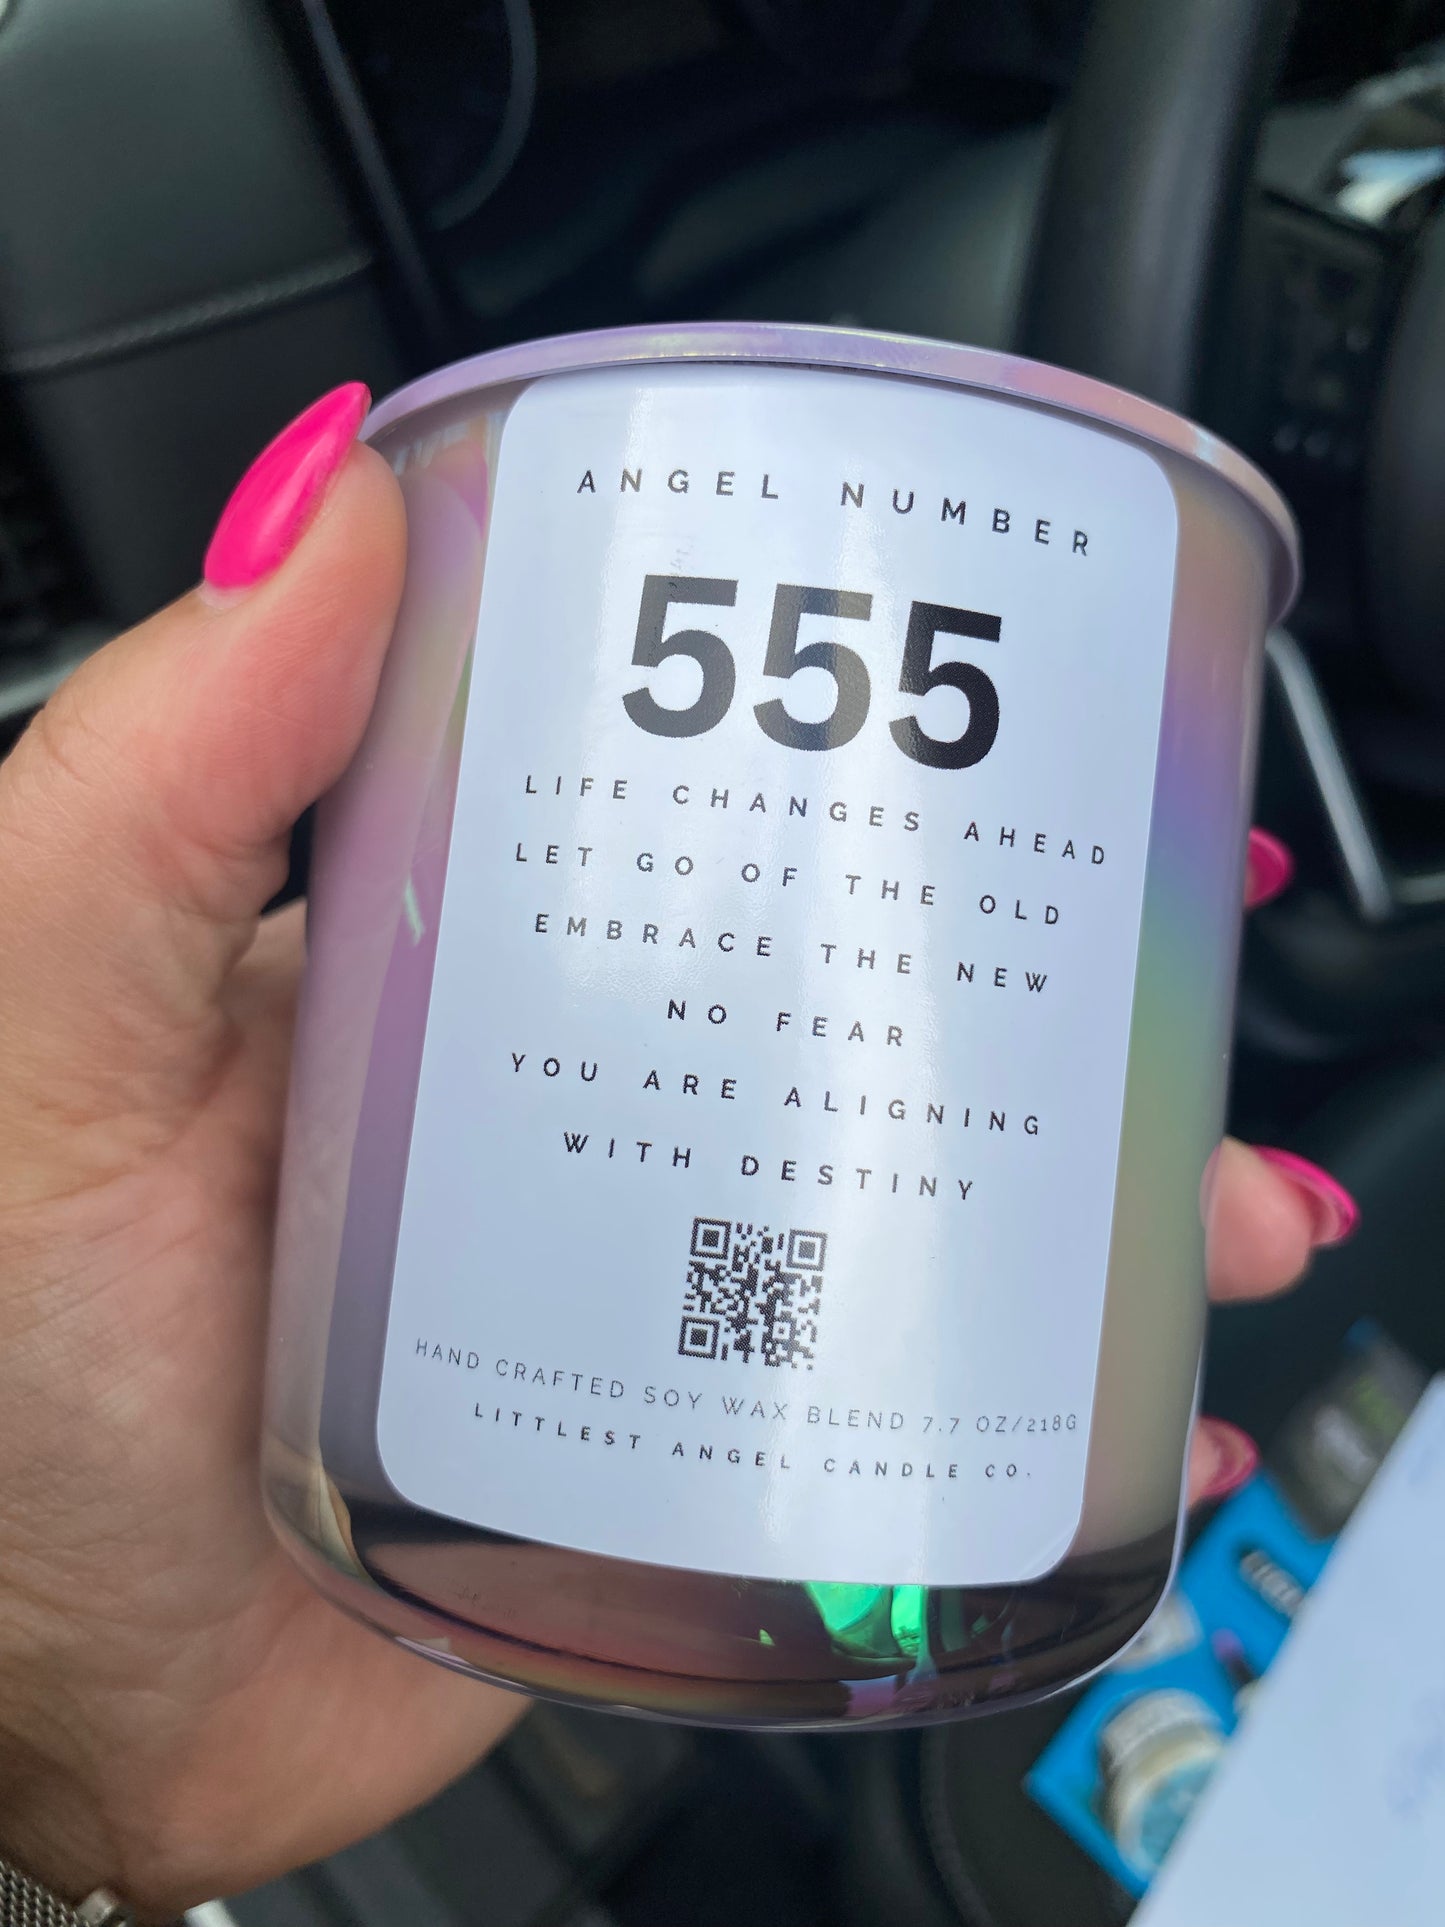 ANGEL NUMBER
555
LIFE CHANGES AHEAD
LET GO OF THE OLD
EMBRACE THE NEW
NO FEAR
YOU ARE ALIGNING
WITH DESTINY
HAND CRAFTED SOY WAX BLEND 7.7 OZ/218G
LITTLEST ANGEL CANDLE CO.